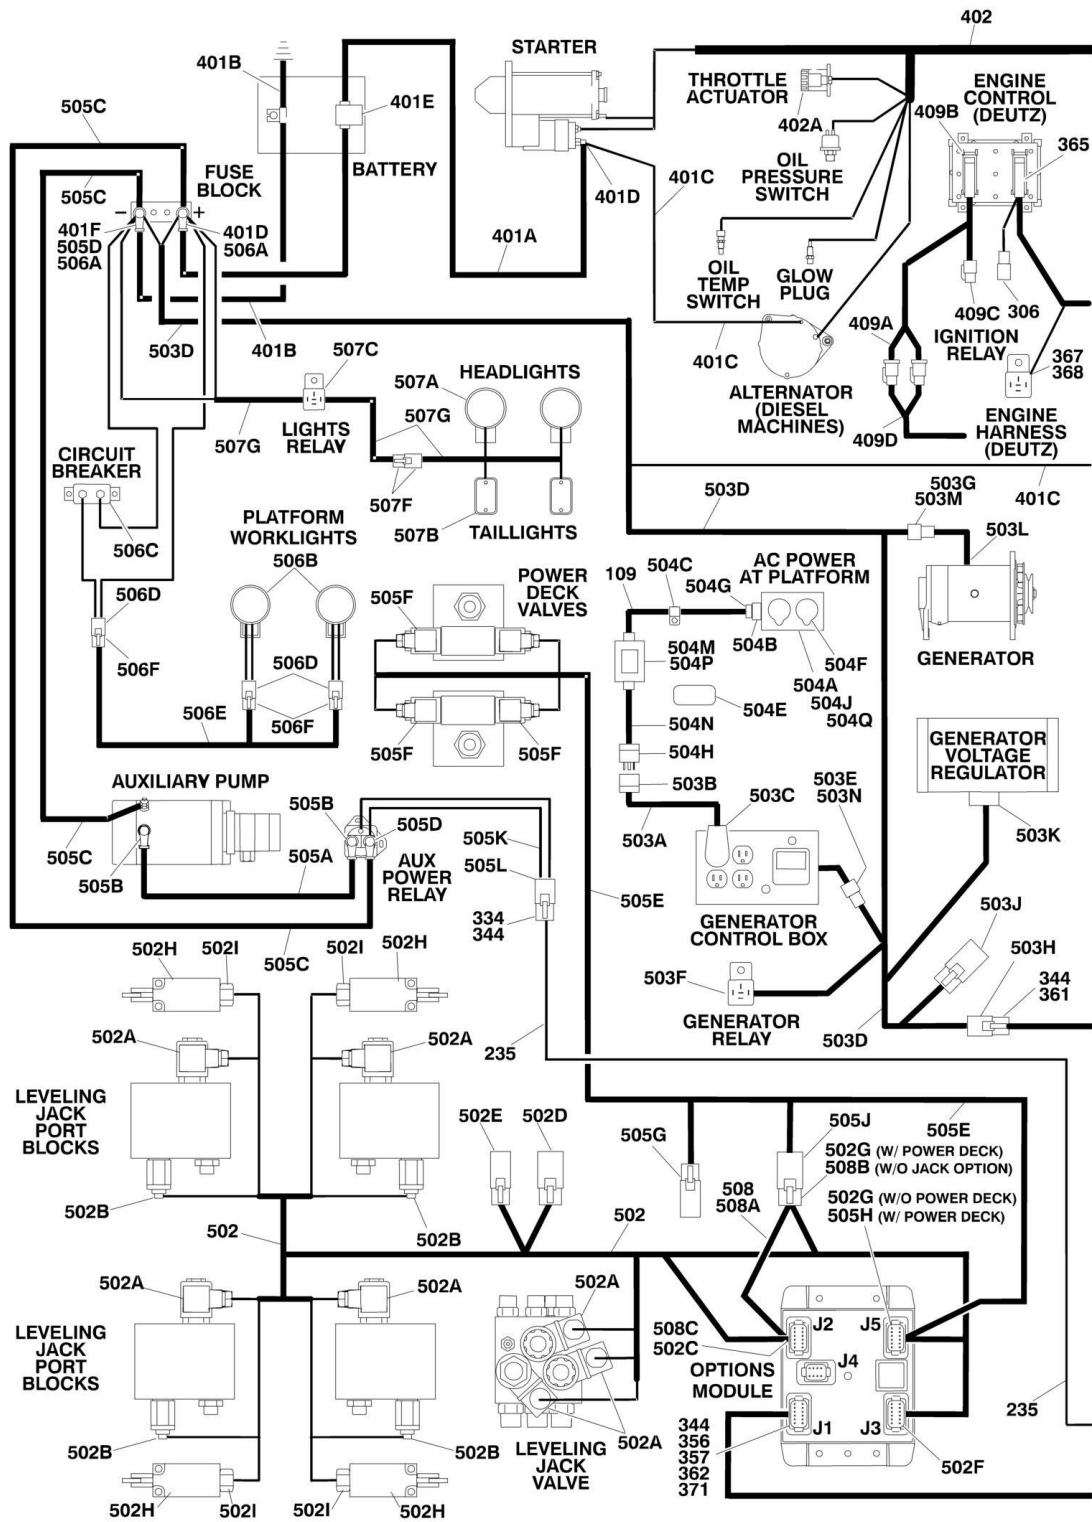 402
STARTER
THROTTLE
ACTUATOR
402A
ENGINE
CONTROL
(DEUTZ)
409B
365
401B
505C
401E
BATTERY
FUSE
BLOCK
505C
− +
401F
505D
506A
401D
506A
401D
401C
OIL
PRESSURE
SWITCH
401A
OIL
TEMP
SWITCH
GLOW
PLUG
409C
306
IGNITION
RELAY
409A
503D
401B
507C
507A
HEADLIGHTS
401C
ALTERNATOR
(DIESEL
MACHINES)
367
368
409D
ENGINE
HARNESS
(DEUTZ)
507G
507G
LIGHTS
RELAY
CIRCUIT
BREAKER
507F
507B
TAILLIGHTS
503D
503G
503M
401C
506C
PLATFORM
WORKLIGHTS
506B
503L
POWER
DECK
VALVES
109
504C
504G
AC POWER
AT PLATFORM
506D
505F
504M
504P
504B
504F
GENERATOR
506F
506D
504A
504J
504Q
504E
506E
506F
505F
505F
504N
504H
GENERATOR
VOLTAGE
REGULATOR
AUXILIARY PUMP
505B
503B
503C
503E
503N
505D
505K
503A
503K
505C
505B
505A
AUX
POWER
RELAY
505L
505E
334
344
GENERATOR
CONTROL BOX
503J
503H
502H
502I
505C
502I
502H
503F
344
361
GENERATOR
RELAY
503D
502A
502A
235
LEVELING
JACK
PORT
BLOCKS
502E
502D
505G
505J
505E
502G (W/ POWER DECK)
508B (W/O JACK OPTION)
508
508A
502G (W/O POWER DECK)
505H (W/ POWER DECK)
502B
502
502B
502
502A
502A
502A
LEVELING
JACK
PORT
BLOCKS
508C
502C
J2
J5
J4
OPTIONS
MODULE
J1
J3
235
344
356
357
362
371
502B
502B
LEVELING
JACK
VALVE
502A
502F
502H
502I
502I
502H